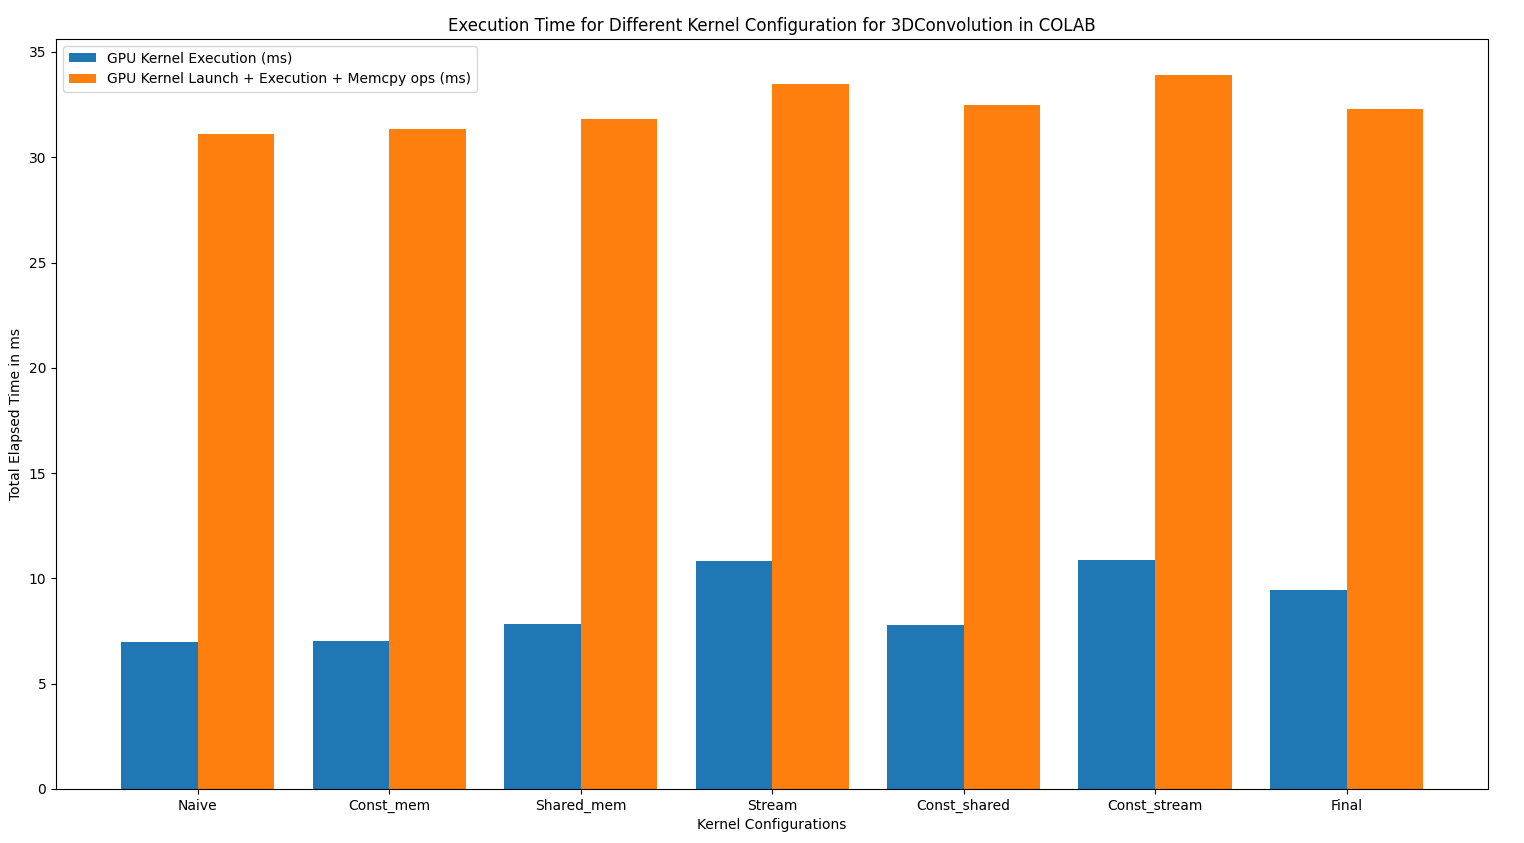 Execution Time for Different Kernel Configuration for 3DConvolution in COLAB
GPU Kernel Execution (ms)
GPU Kernel Launch + Execution + Memcpy ops (ms)
Total Elapsed Time in ms
35
30
25
20
15
10
5
0
Naive Const_mem Shared_mem Stream Const_shared Const_stream Final
Kernel Configurations